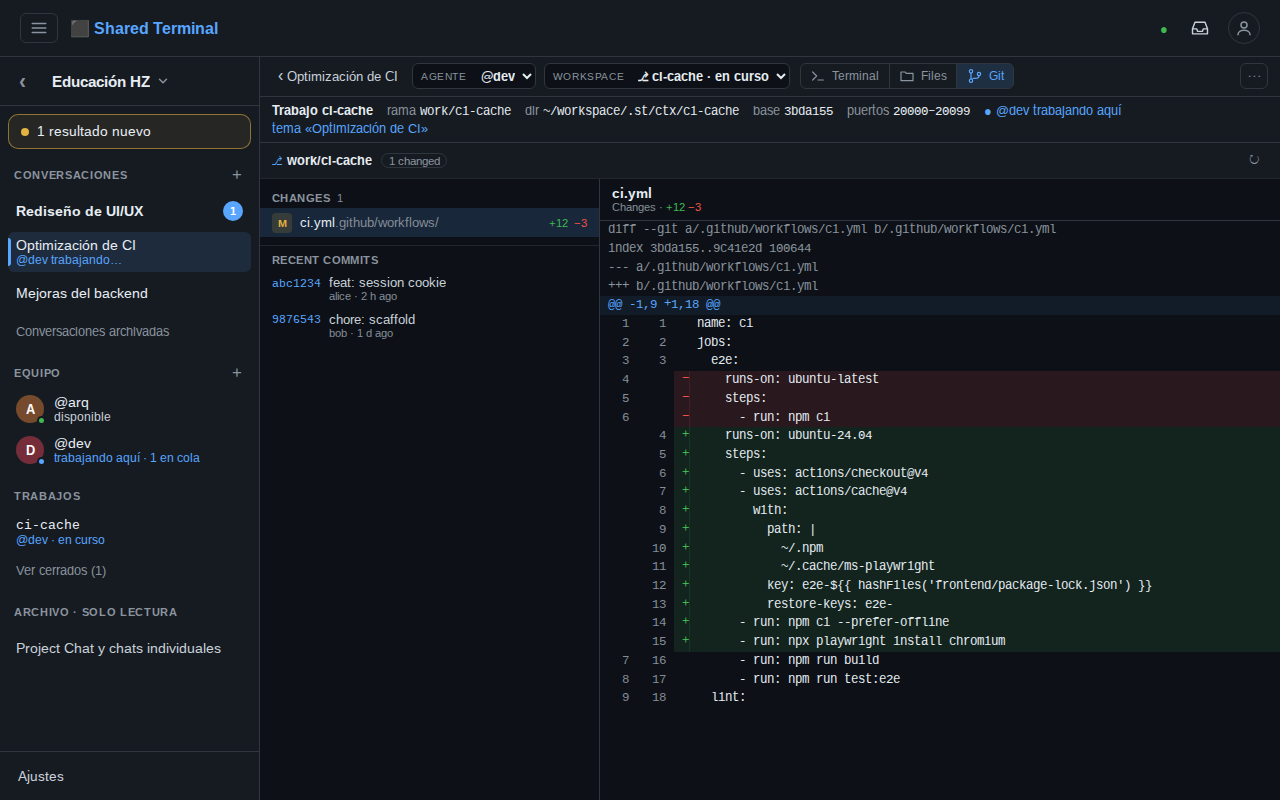 Shared Terminal
‹ Educación HZ
1 resultado nuevo
CONVERSACIONES +
Rediseño de UI/UX 1
Optimización de CI
@dev trabajando…
Mejoras del backend
Conversaciones archivadas
EQUIPO +
A @arq
disponible
D @dev
trabajando aquí · 1 en cola
TRABAJOS
ci-cache
@dev · en curso
Ver cerrados (1)
ARCHIVO · SOLO LECTURA
Project Chat y chats individuales
Ajustes
‹ Optimización de CI AGENTE @dev WORKSPACE ⎇ ci-cache · en curso Terminal Files Git ···
Trabajo ci-cache rama work/ci-cache dir ~/workspace/.st/ctx/ci-cache base 3bda155 puertos 20000–20099 ● @dev trabajando aquí
tema «Optimización de CI»
⎇ work/ci-cache 1 changed ↻
CHANGES 1
M ci.yml .github/workflows/ +12 −3
RECENT COMMITS
abc1234 feat: session cookie
alice · 2 h ago
9876543 chore: scaffold
bob · 1 d ago
ci.yml
Changes · +12 −3
diff --git a/.github/workflows/ci.yml b/.github/workflows/ci.yml
index 3bda155..9c41e2d 100644
--- a/.github/workflows/ci.yml
+++ b/.github/workflows/ci.yml
@@ -1,9 +1,18 @@
1 1 name: ci
2 2 jobs:
3 3 e2e:
4 − runs-on: ubuntu-latest
5 − steps:
6 − - run: npm ci
4 + runs-on: ubuntu-24.04
5 + steps:
6 + - uses: actions/checkout@v4
7 + - uses: actions/cache@v4
8 + with:
9 + path: |
10 + ~/.npm
11 + ~/.cache/ms-playwright
12 + key: e2e-${{ hashFiles('frontend/package-lock.json') }}
13 + restore-keys: e2e-
14 + - run: npm ci --prefer-offline
15 + - run: npx playwright install chromium
7 16 - run: npm run build
8 17 - run: npm run test:e2e
9 18 lint: